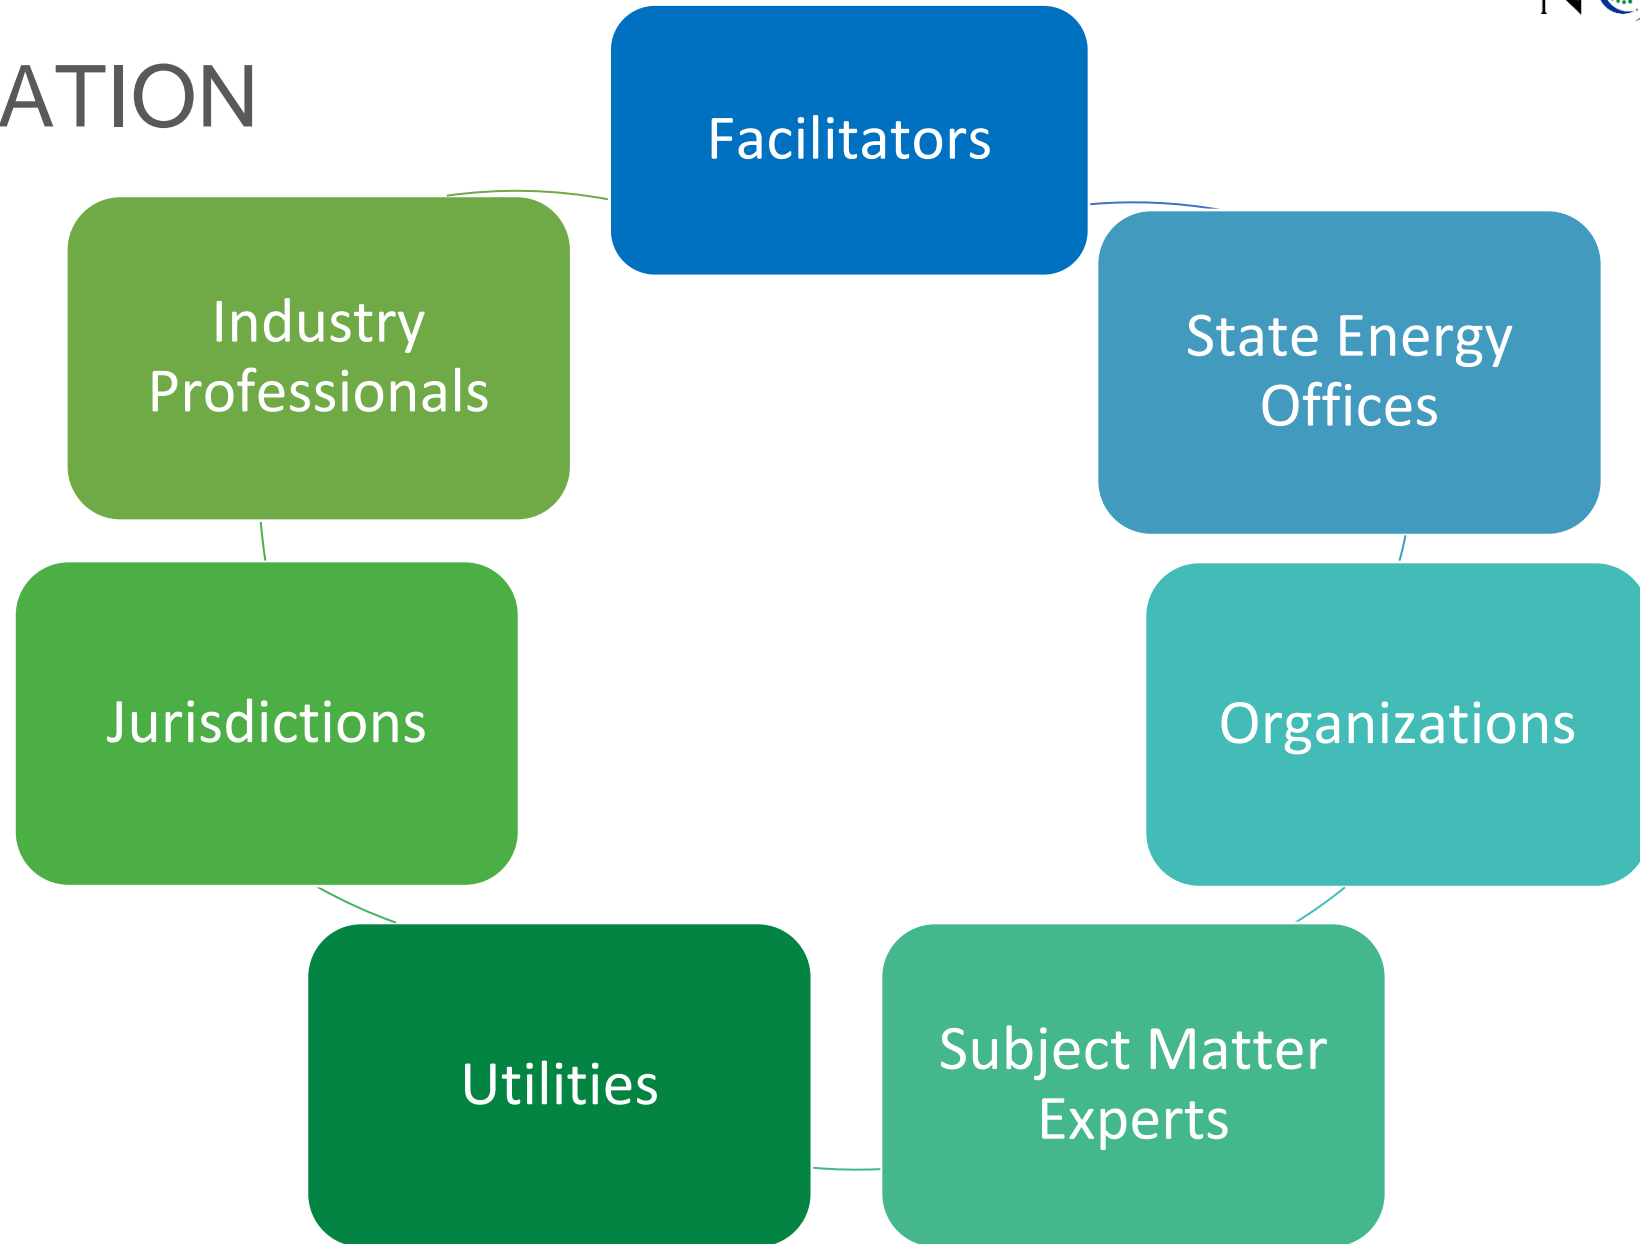 ATION
Facilitators
State Energy
Offices
Organizations
Subject Matter
Experts
Utilities
Jurisdictions
Industry
Professionals